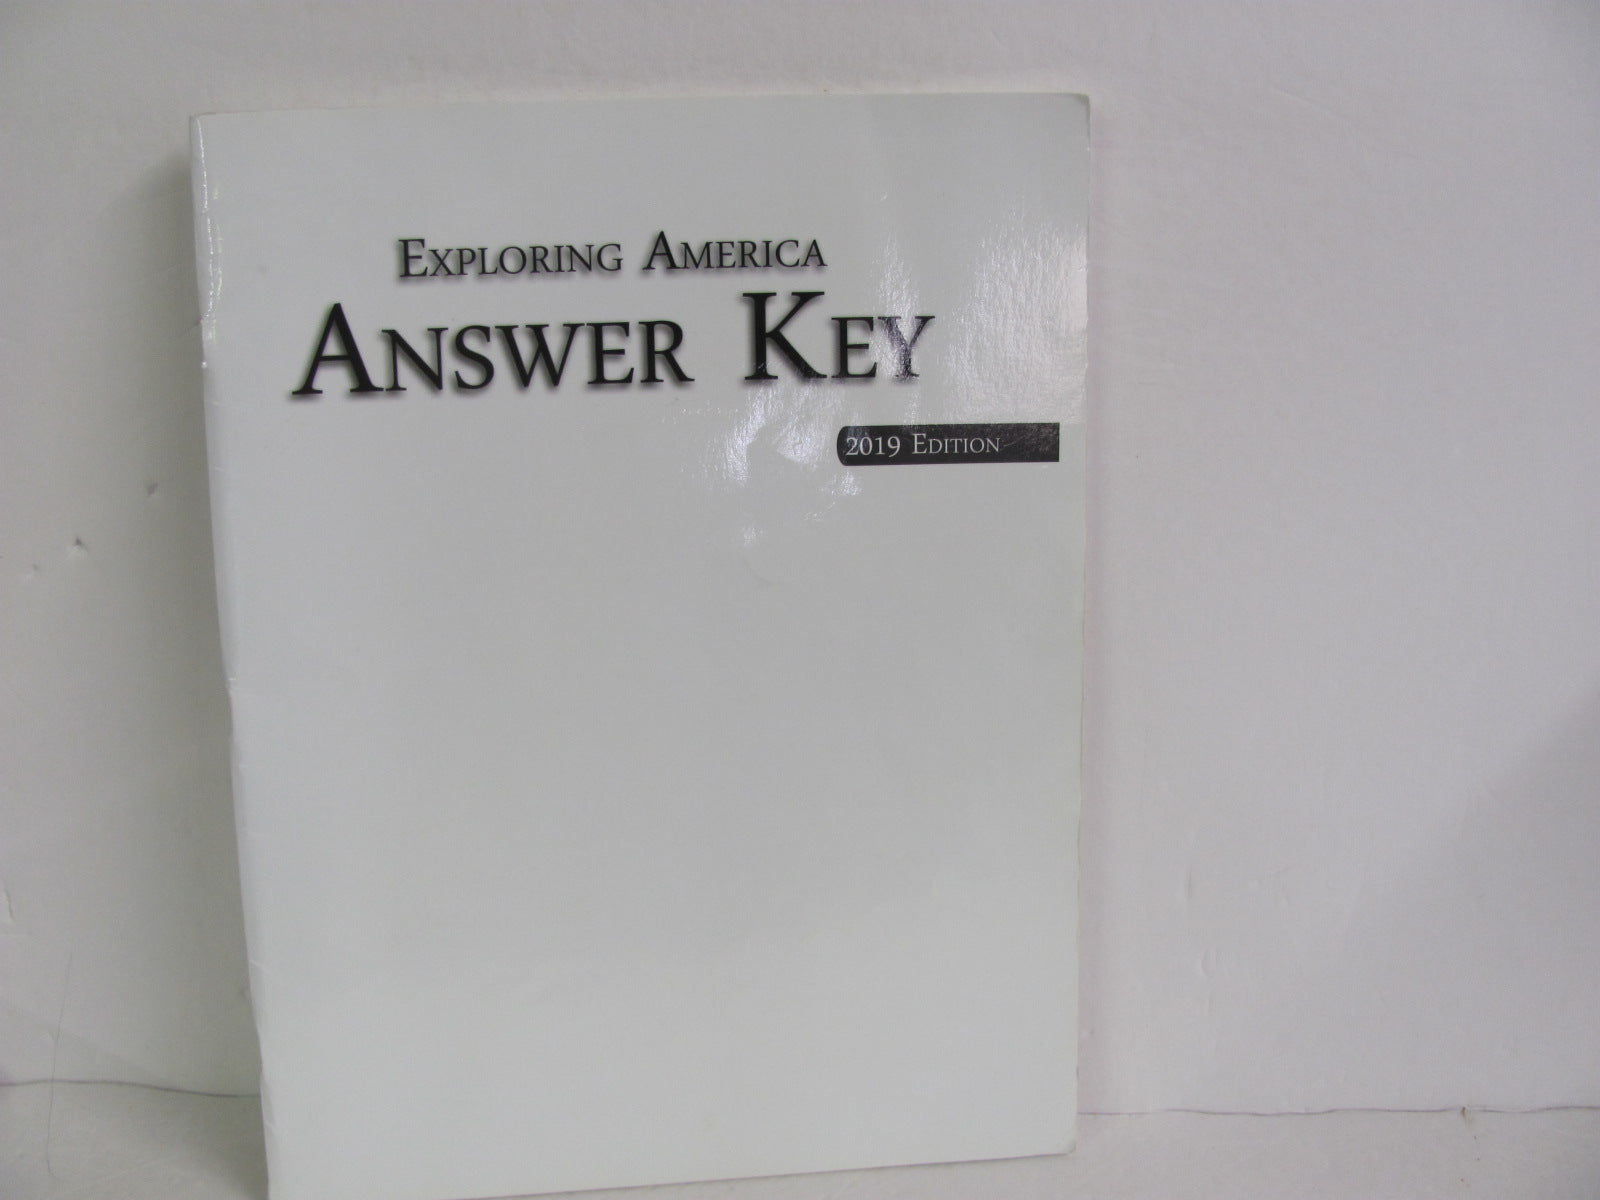 Exploring America
Answer Key
2019 Edition